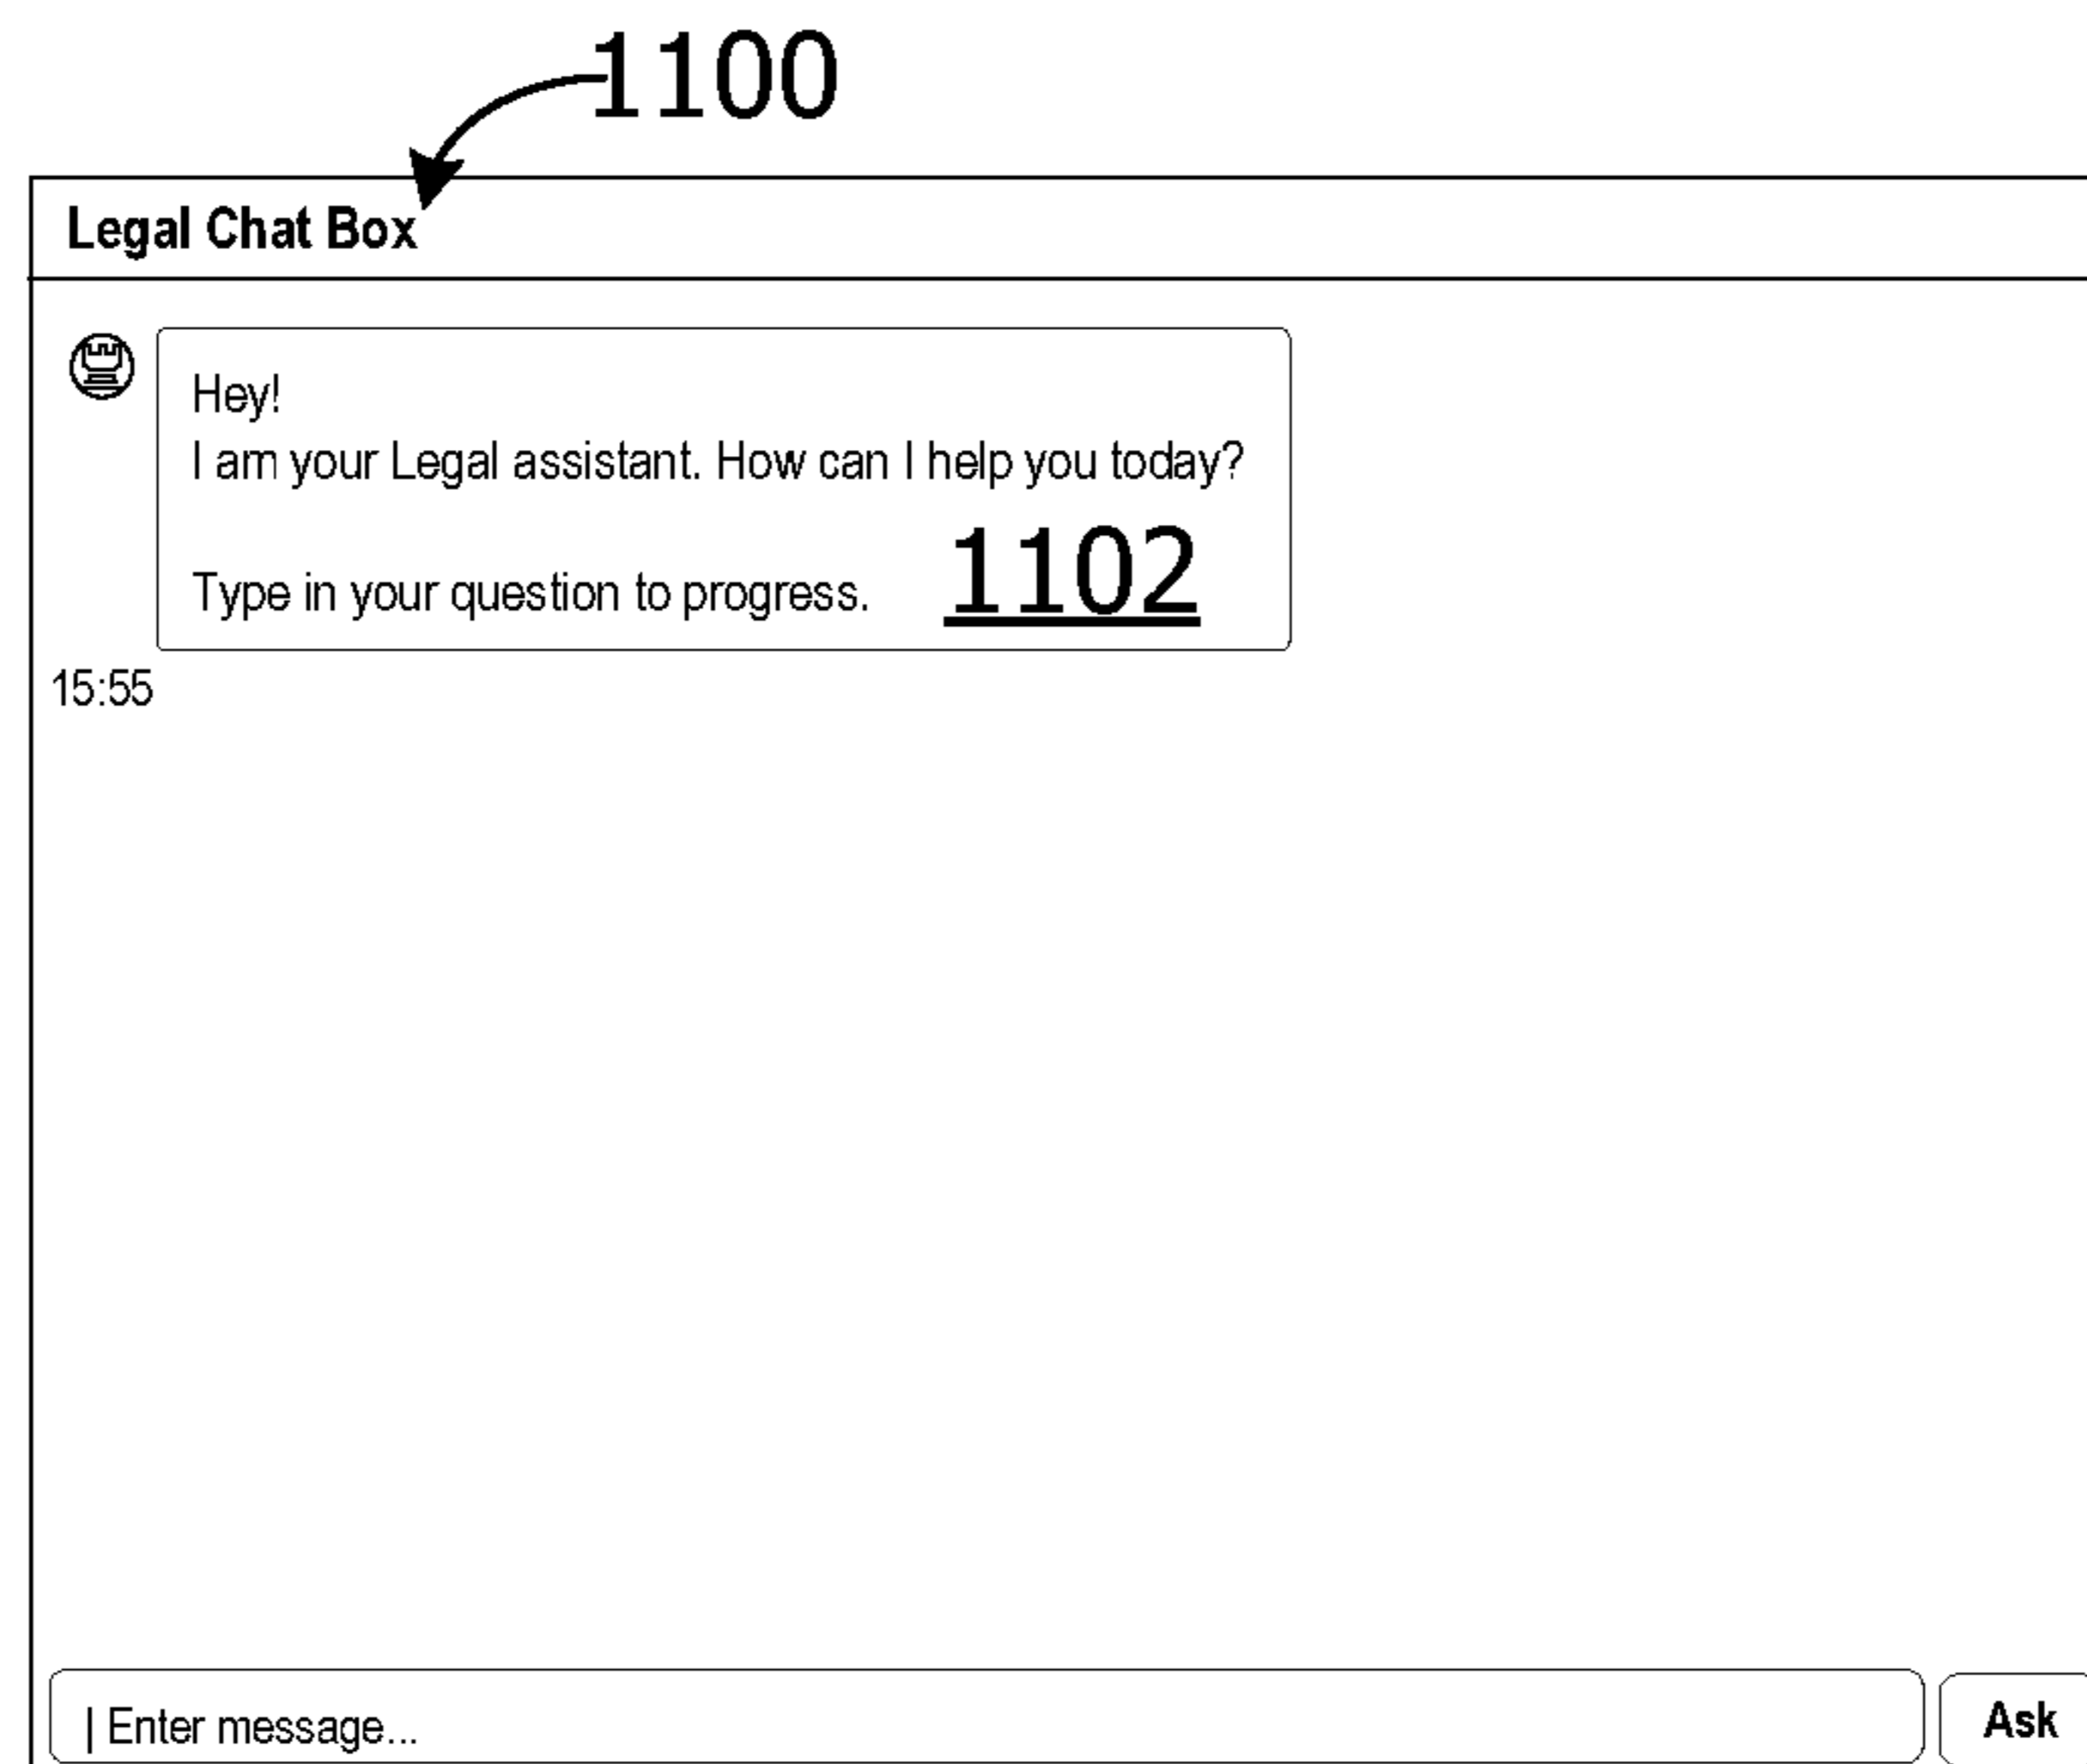 1100
Legal Chat Box
Hey!
I am your Legal assistant. How can I help you today?
Type in your question to progress.
1102
15:55
| Enter message...
Ask